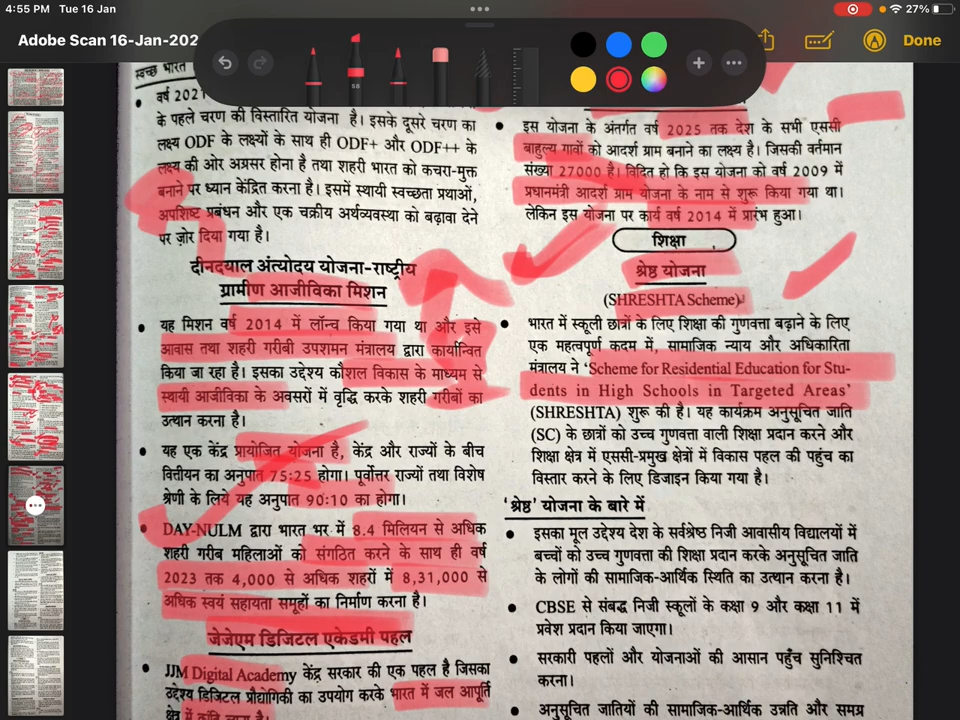 4:55 PM Tue 16 Jan
27%
Adobe Scan 16-Jan-202
Done
58
स्वच्छ भारत
वर्ष 2021
के पहले चरण की विस्तारित योजना है। इसके दूसरे चरण का
लक्ष्य ODF के लक्ष्यों के साथ ही ODF+ और ODF++ के
लक्ष्य की ओर अग्रसर होना है तथा शहरी भारत को कचरा-मुक्त
बनाने पर ध्यान केंद्रित करना है। इसमें स्थायी स्वच्छता प्रथाओं,
अपशिष्ट प्रबंधन और एक चक्रीय अर्थव्यवस्था को बढ़ावा देने
पर ज़ोर दिया गया है।
दीनदयाल अंत्योदय योजना-राष्ट्रीय
ग्रामीण आजीविका मिशन
यह मिशन वर्ष 2014 में लॉन्च किया गया था और इसे
आवास तथा शहरी गरीबी उपशमन मंत्रालय द्वारा कार्यान्वित
किया जा रहा है। इसका उद्देश्य कौशल विकास के माध्यम से
स्थायी आजीविका के अवसरों में वृद्धि करके शहरी गरीबों का
उत्थान करना है।
यह एक केंद्र प्रायोजित योजना है, केंद्र और राज्यों के बीच
वित्तीयन का अनुपात 75:25 होगा। पूर्वोत्तर राज्यों तथा विशेष
श्रेणी के लिये यह अनुपात 90:10 का होगा।
DAY-NULM द्वारा भारत भर में 8.4 मिलियन से अधिक
शहरी गरीब महिलाओं को संगठित करने के साथ ही वर्ष
2023 तक 4,000 से अधिक शहरों में 8,31,000 से
अधिक स्वयं सहायता समूहों का निर्माण करना है।
जेजेएम डिजिटल एकेडमी पहल
JJM Digital Academy केंद्र सरकार की एक पहल है जिसका
उद्देश्य डिजिटल प्रौद्योगिकी का उपयोग करके भारत में जल आपूर्ति
क्षेत्र में
इस योजना के अंतर्गत वर्ष 2025 तक देश के सभी एससी
बाहुल्य गावों को आदर्श ग्राम बनाने का लक्ष्य है। जिसकी वर्तमान
संख्या 27000 है। विदित हो कि इस योजना को वर्ष 2009 में
प्रधानमंत्री आदर्श ग्राम योजना के नाम से शुरू किया गया था।
लेकिन इस योजना पर कार्य वर्ष 2014 में प्रारंभ हुआ।
शिक्षा
श्रेष्ठ योजना
(SHRESHTA Scheme)
भारत में स्कूली छात्रों के लिए शिक्षा की गुणवत्ता बढ़ाने के लिए
एक महत्वपूर्ण कदम में, सामाजिक न्याय और अधिकारिता
मंत्रालय ने ‘Scheme for Residential Education for Stu-
dents in High Schools in Targeted Areas’
(SHRESHTA) शुरू की है। यह कार्यक्रम अनुसूचित जाति
(SC) के छात्रों को उच्च गुणवत्ता वाली शिक्षा प्रदान करने और
शिक्षा क्षेत्र में एससी-प्रमुख क्षेत्रों में विकास पहल की पहुंच का
विस्तार करने के लिए डिजाइन किया गया है।
‘श्रेष्ठ’ योजना के बारे में
इसका मूल उद्देश्य देश के सर्वश्रेष्ठ निजी आवासीय विद्यालयों में
बच्चों को उच्च गुणवत्ता की शिक्षा प्रदान करके अनुसूचित जाति
के लोगों की सामाजिक-आर्थिक स्थिति का उत्थान करना है।
CBSE से संबद्ध निजी स्कूलों के कक्षा 9 और कक्षा 11 में
प्रवेश प्रदान किया जाएगा।
सरकारी पहलों और योजनाओं की आसान पहुँच सुनिश्चित
करना।
अनुसूचित जातियों की सामाजिक-आर्थिक उन्नति और समग्र